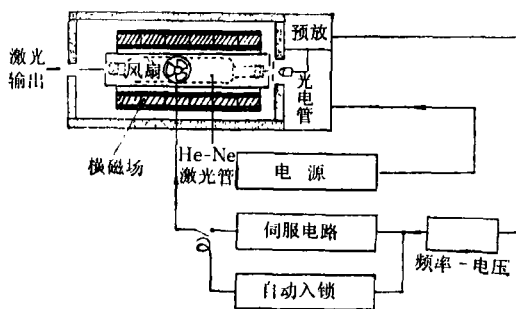 预放
激光
输出
风扇
光电管
横磁场
He-Ne
激光管
电 源
伺服电路
自动入锁
频率-电压